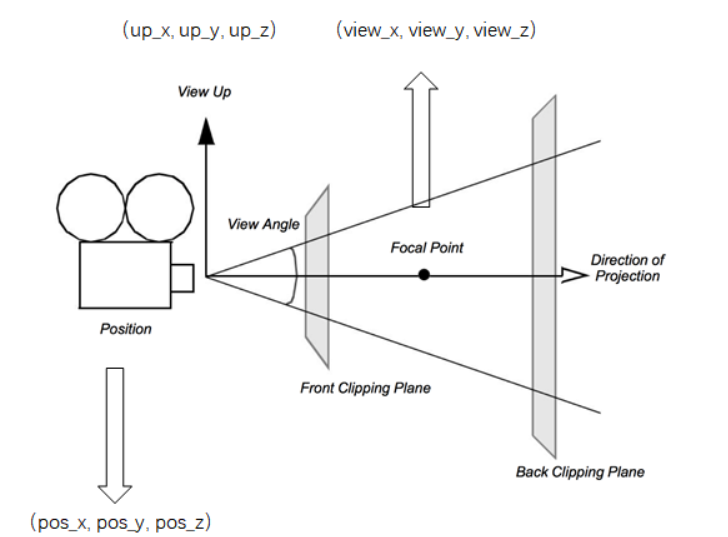 (up_x, up_y, up_z)
(view_x, view_y, view_z)
View Up
View Angle
Focal Point
Direction of
Projection
Position
Front Clipping Plane
Back Clipping Plane
(pos_x, pos_y, pos_z)